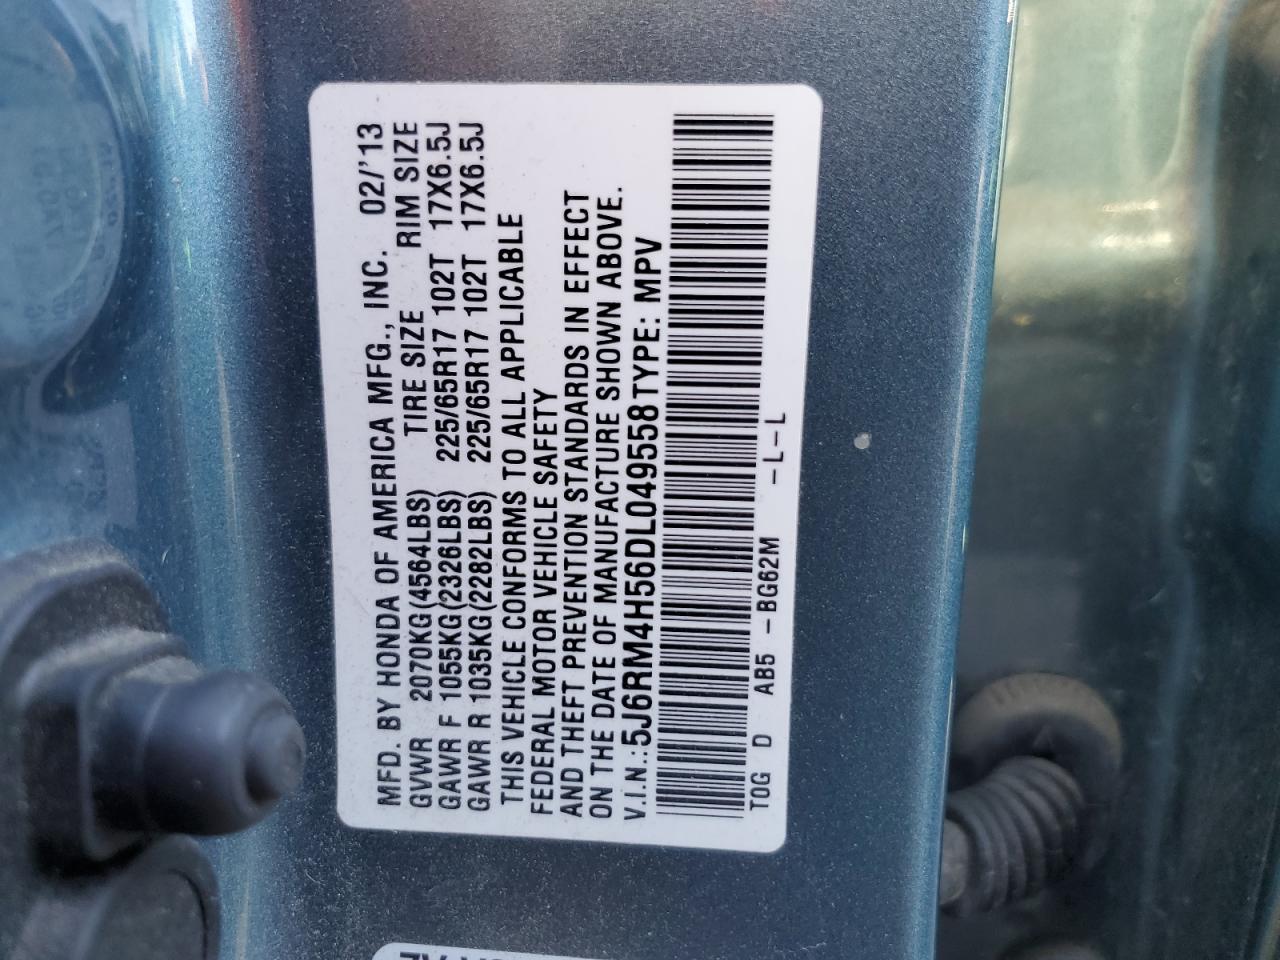 MFD. BY HONDA OF AMERICA MFG., INC. 02/'13
GVWR 2070KG(4564LBS) TIRE SIZE RIM SIZE
GAWR F 1055KG(2326LBS) 225/65R17 102T 17X6.5J
GAWR R 1035KG(2282LBS) 225/65R17 102T 17X6.5J
THIS VEHICLE CONFORMS TO ALL APPLICABLE
FEDERAL MOTOR VEHICLE SAFETY
AND THEFT PREVENTION STANDARDS IN EFFECT
ON THE DATE OF MANUFACTURE SHOWN ABOVE.
V.I.N.:5J6RM4H56DL049558 TYPE: MPV
TOG D AB5 -BG62M -L-L